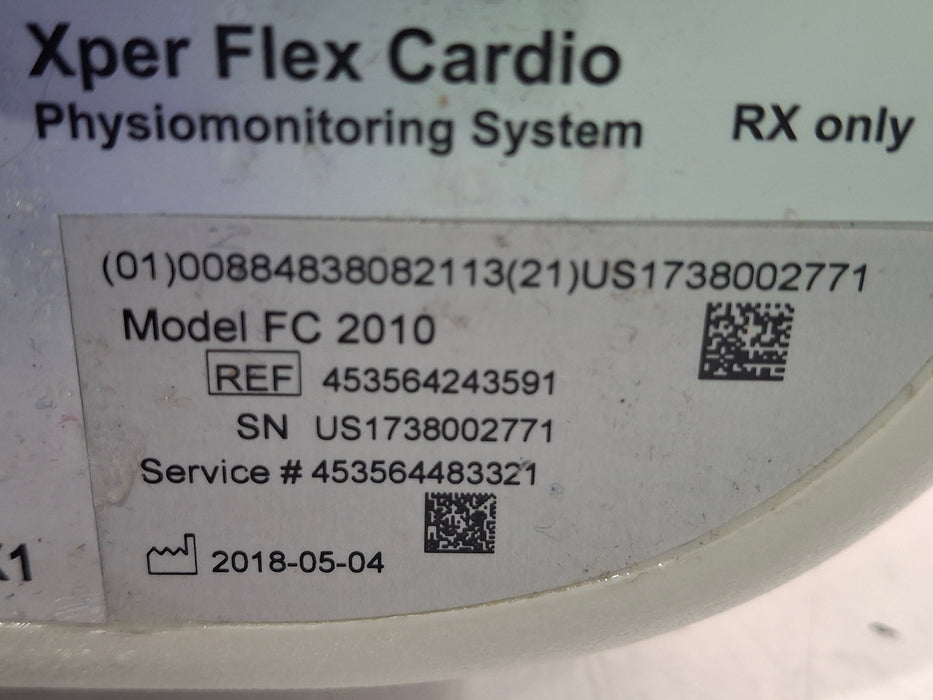 Xper Flex Cardio
Physiomonitoring System
RX only
(01)00884838082113(21)US1738002771
Model FC 2010
REF 453564243591
SN US1738002771
Service # 453564483321
2018-05-04